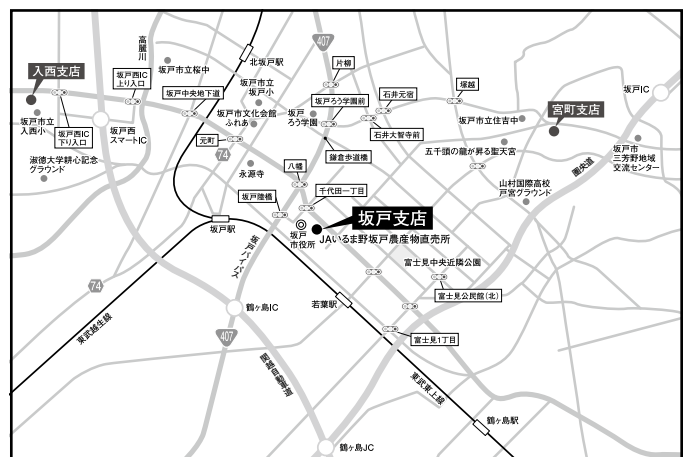 407
高麗川
北坂戸駅
片柳
入西支店
坂戸西IC
上り入口
坂戸市立桜中
坂戸中央地下道
坂戸市立
坂戸小
坂戸
ろう学園
坂戸ろう学園前
石井元宿
塚越
坂戸IC
坂戸市立
入西小
坂戸西IC
下り入口
坂戸西
スマートIC
坂戸市文化会館
ふれあ
元町
74
石井大智寺前
坂戸市立住吉中
宮町支店
淑徳大学耕心記念
グラウンド
永源寺
鎌倉歩道橋
五千頭の龍が昇る聖天宮
坂戸市
三芳野地域
交流センター
八幡
千代田一丁目
圏央道
山村国際高校
戸宮グラウンド
坂戸陸橋
坂戸支店
坂戸駅
坂戸
市役所
JAいるま野坂戸農産物直売所
坂戸バイパス
富士見中央近隣公園
74
富士見公民館(北)
若葉駅
鶴ヶ島IC
東武越生線
407
富士見1丁目
関越自動車道
東武東上線
鶴ヶ島駅
鶴ヶ島JC